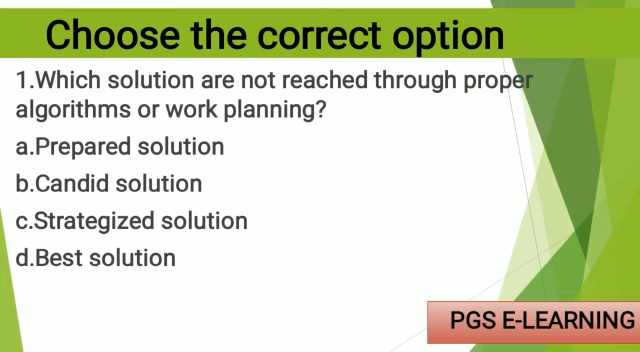 Choose the correct option
1.Which solution are not reached through proper
algorithms or work planning?
a.Prepared solution
b.Candid solution
c.Strategized solution
d.Best solution
PGS E-LEARNING